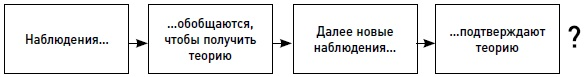 Наблюдения...
...обобщаются,
чтобы получить
теорию
Далее новые
наблюдения...
...подтверждают
теорию
?